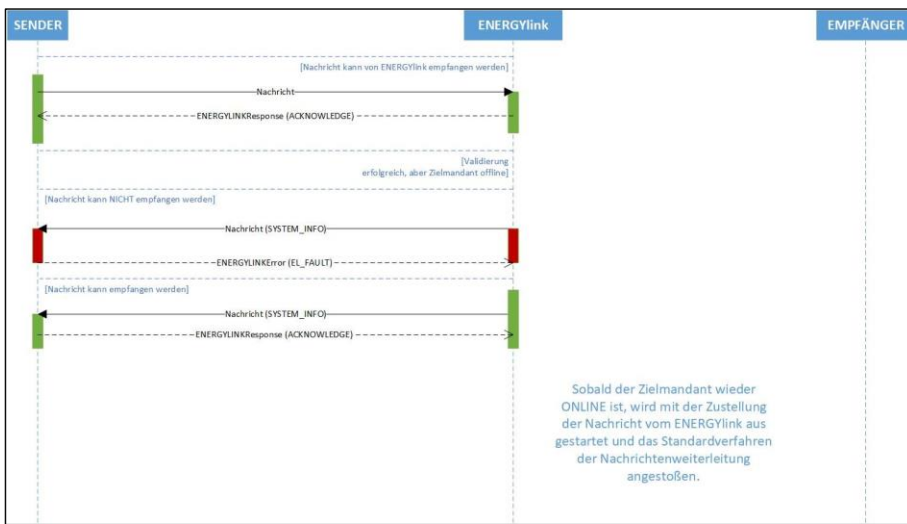 SENDER
ENERGYlink
EMPFÄNGER
[Nachricht kann von ENERGYlink empfangen werden]
Nachricht
ENERGYLINKResponse (ACKNOWLEDGE)
[Validierung
erfolgreich, aber Zielmandant offline]
[Nachricht kann NICHT empfangen werden]
Nachricht (SYSTEM_INFO)
ENERGYLINKError (EL_FAULT)
[Nachricht kann empfangen werden]
Nachricht (SYSTEM_INFO)
ENERGYLINKResponse (ACKNOWLEDGE)
Sobald der Zielmandant wieder
ONLINE ist, wird mit der Zustellung
der Nachricht vom ENERGYlink aus
gestartet und das Standardverfahren
der Nachrichtenweiterleitung
angestoßen.